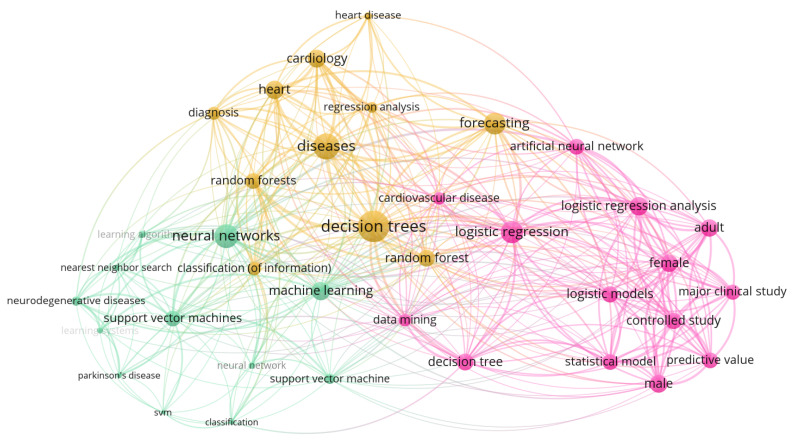 heart disease
cardiology
heart
regression analysis
diagnosis
forecasting
diseases
artificial neural network
random forests
cardiovascular disease
logistic regression analysis
decision trees
adult
learning algorithms
neural networks
logistic regression
nearest neighbor search
classification (of information)
random forest
female
neurodegenerative diseases
machine learning
logistic models
major clinical study
support vector machines
data mining
controlled study
learning systems
neural network
decision tree
statistical model
predictive value
parkinson's disease
support vector machine
male
svm
classification